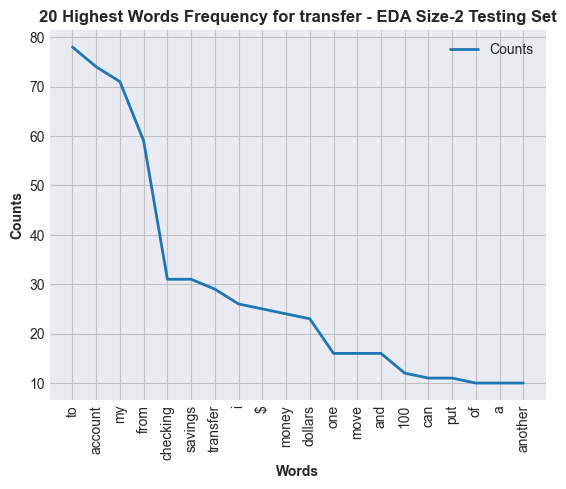 20 Highest Words Frequency for transfer - EDA Size-2 Testing Set
Counts
80
70
60
50
40
30
20
10
Counts
to
account
my
from
checking
savings
transfer
i
$
money
dollars
one
move
and
100
can
put
of
a
another
Words